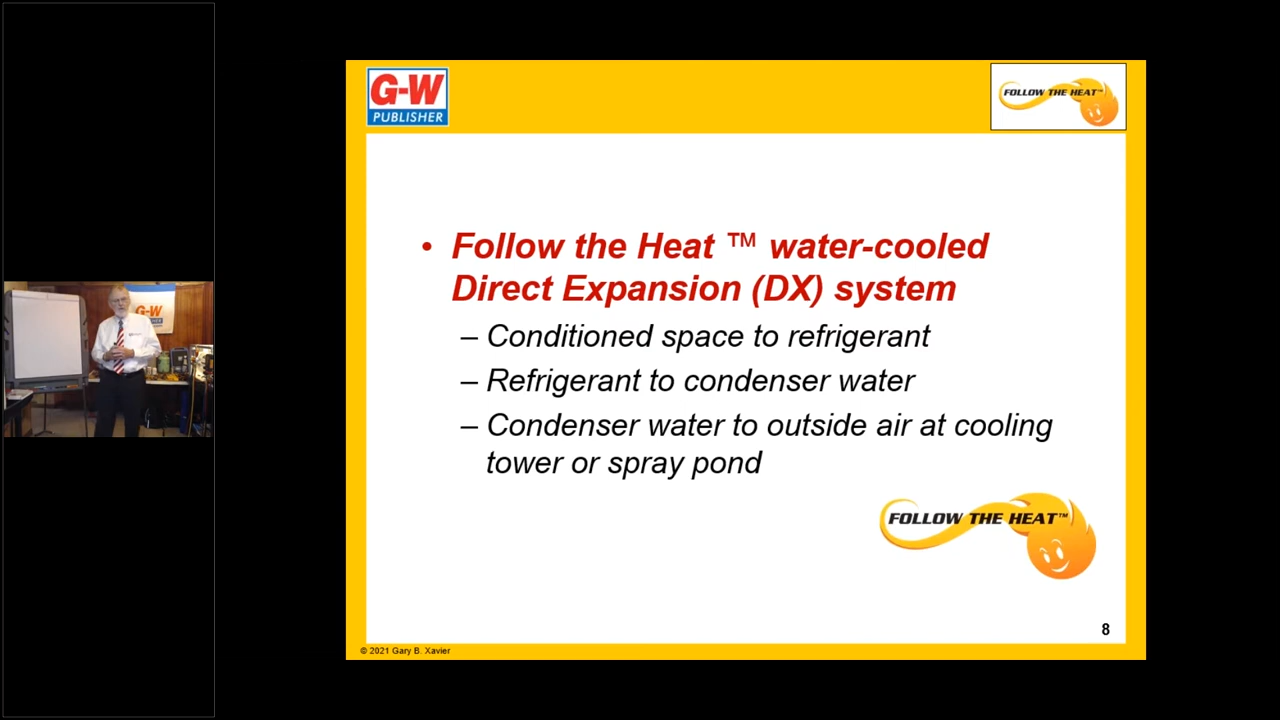 G-W
PUBLISHER
FOLLOW THE HEAT™
• Follow the Heat ™ water-cooled
Direct Expansion (DX) system
– Conditioned space to refrigerant
– Refrigerant to condenser water
– Condenser water to outside air at cooling
tower or spray pond
FOLLOW THE HEAT™
8
© 2021 Gary B. Xavier
G-W